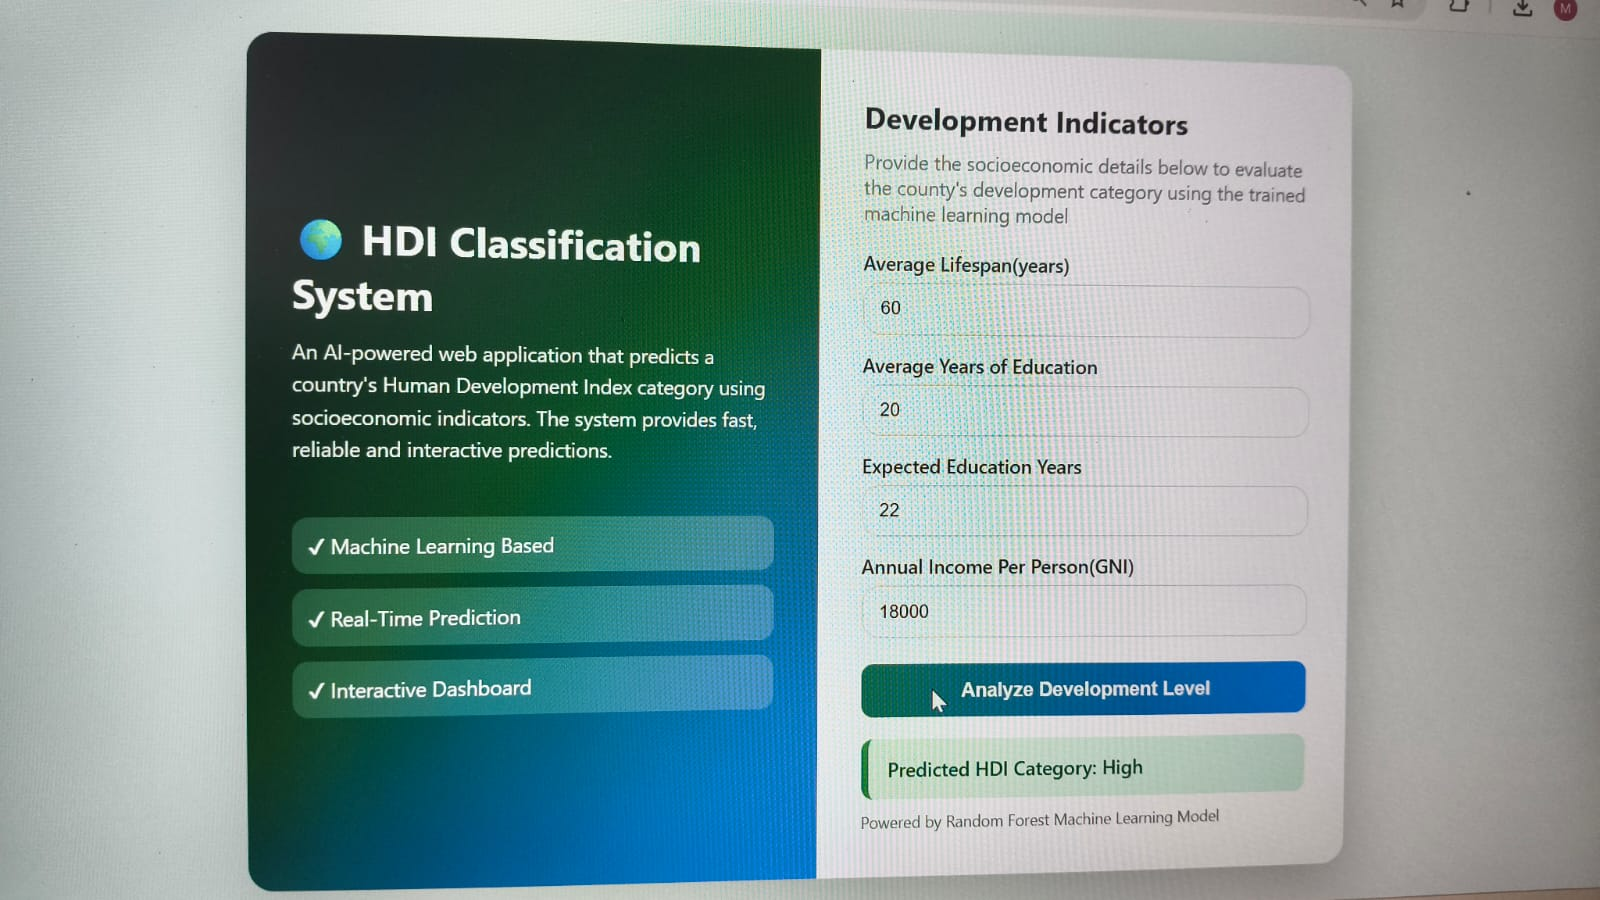 M
HDI Classification
System
An AI-powered web application that predicts a
country's Human Development Index category using
socioeconomic indicators. The system provides fast,
reliable and interactive predictions.
✓ Machine Learning Based
✓ Real-Time Prediction
✓ Interactive Dashboard
Development Indicators
Provide the socioeconomic details below to evaluate
the county's development category using the trained
machine learning model
Average Lifespan(years)
60
Average Years of Education
20
Expected Education Years
22
Annual Income Per Person(GNI)
18000
Analyze Development Level
Predicted HDI Category: High
Powered by Random Forest Machine Learning Model